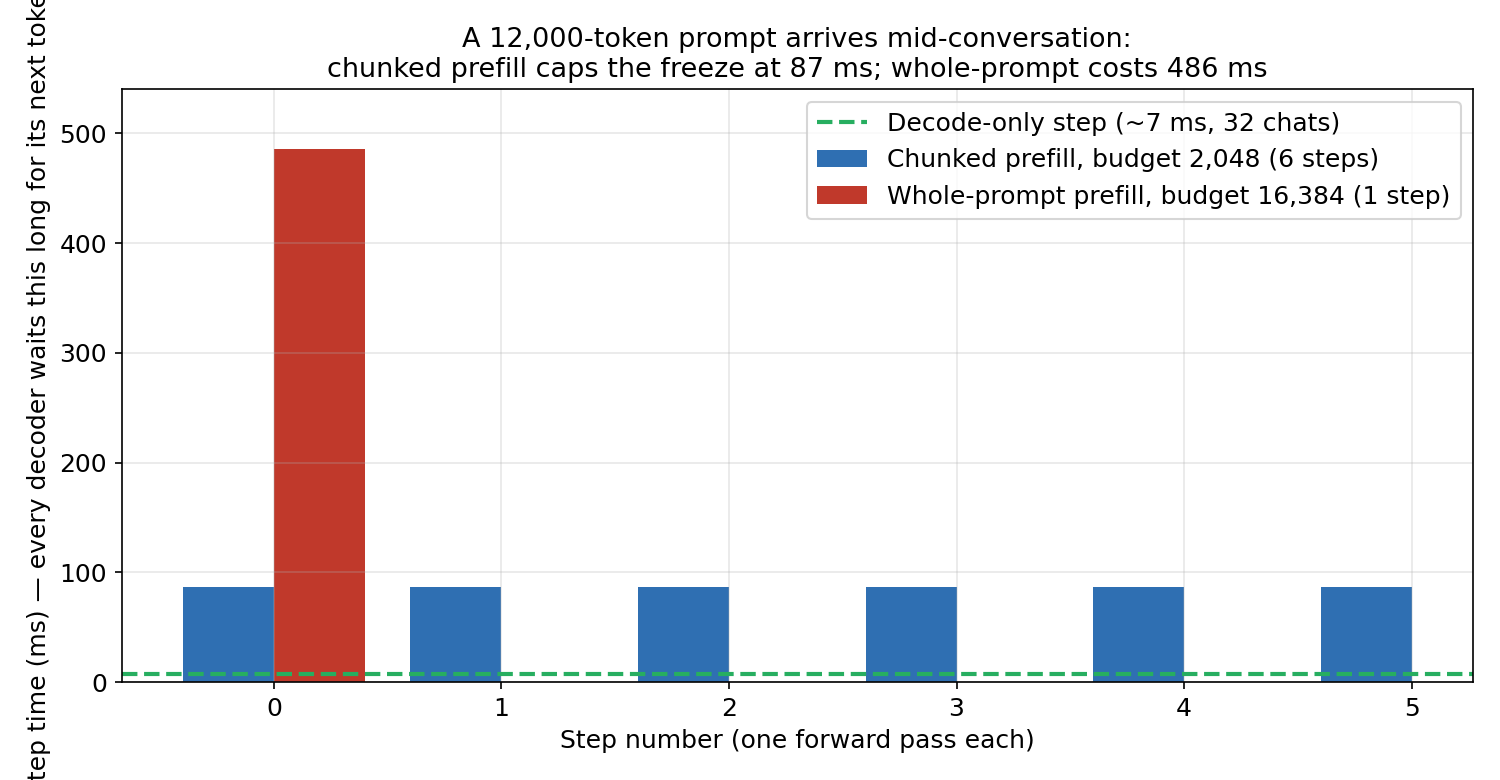 A 12,000-token prompt arrives mid-conversation:
chunked prefill caps the freeze at 87 ms; whole-prompt costs 486 ms
tep time (ms) — every decoder waits this long for its next toke
500
400
300
200
100
0
Decode-only step (~7 ms, 32 chats)
Chunked prefill, budget 2,048 (6 steps)
Whole-prompt prefill, budget 16,384 (1 step)
0 1 2 3 4 5
Step number (one forward pass each)